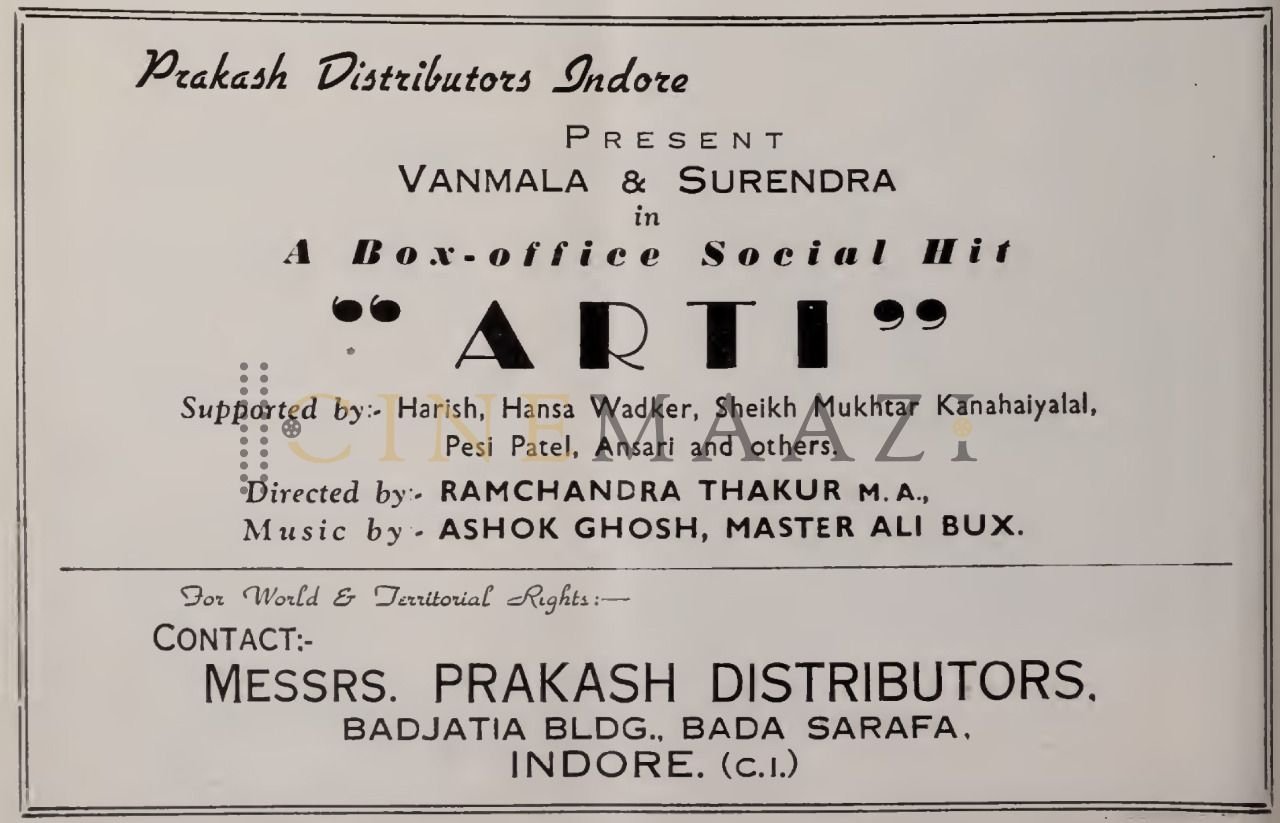 Prakash Distributors Indore
PRESENT
VANMALA & SURENDRA
in
A Box-office Social Hit
“ ARTI ”
Supported by:- Harish, Hansa Wadker, Sheikh Mukhtar Kanahaiyalal,
CINEMAAZI
Pesi Patel, Ansari and others.
Directed by:- RAMCHANDRA THAKUR M.A.,
Music by - ASHOK GHOSH, MASTER ALI BUX.
For World & Territorial Rights:—
CONTACT:-
MESSRS. PRAKASH DISTRIBUTORS.
BADJATIA BLDG., BADA SARAFA,
INDORE. (C.I.)